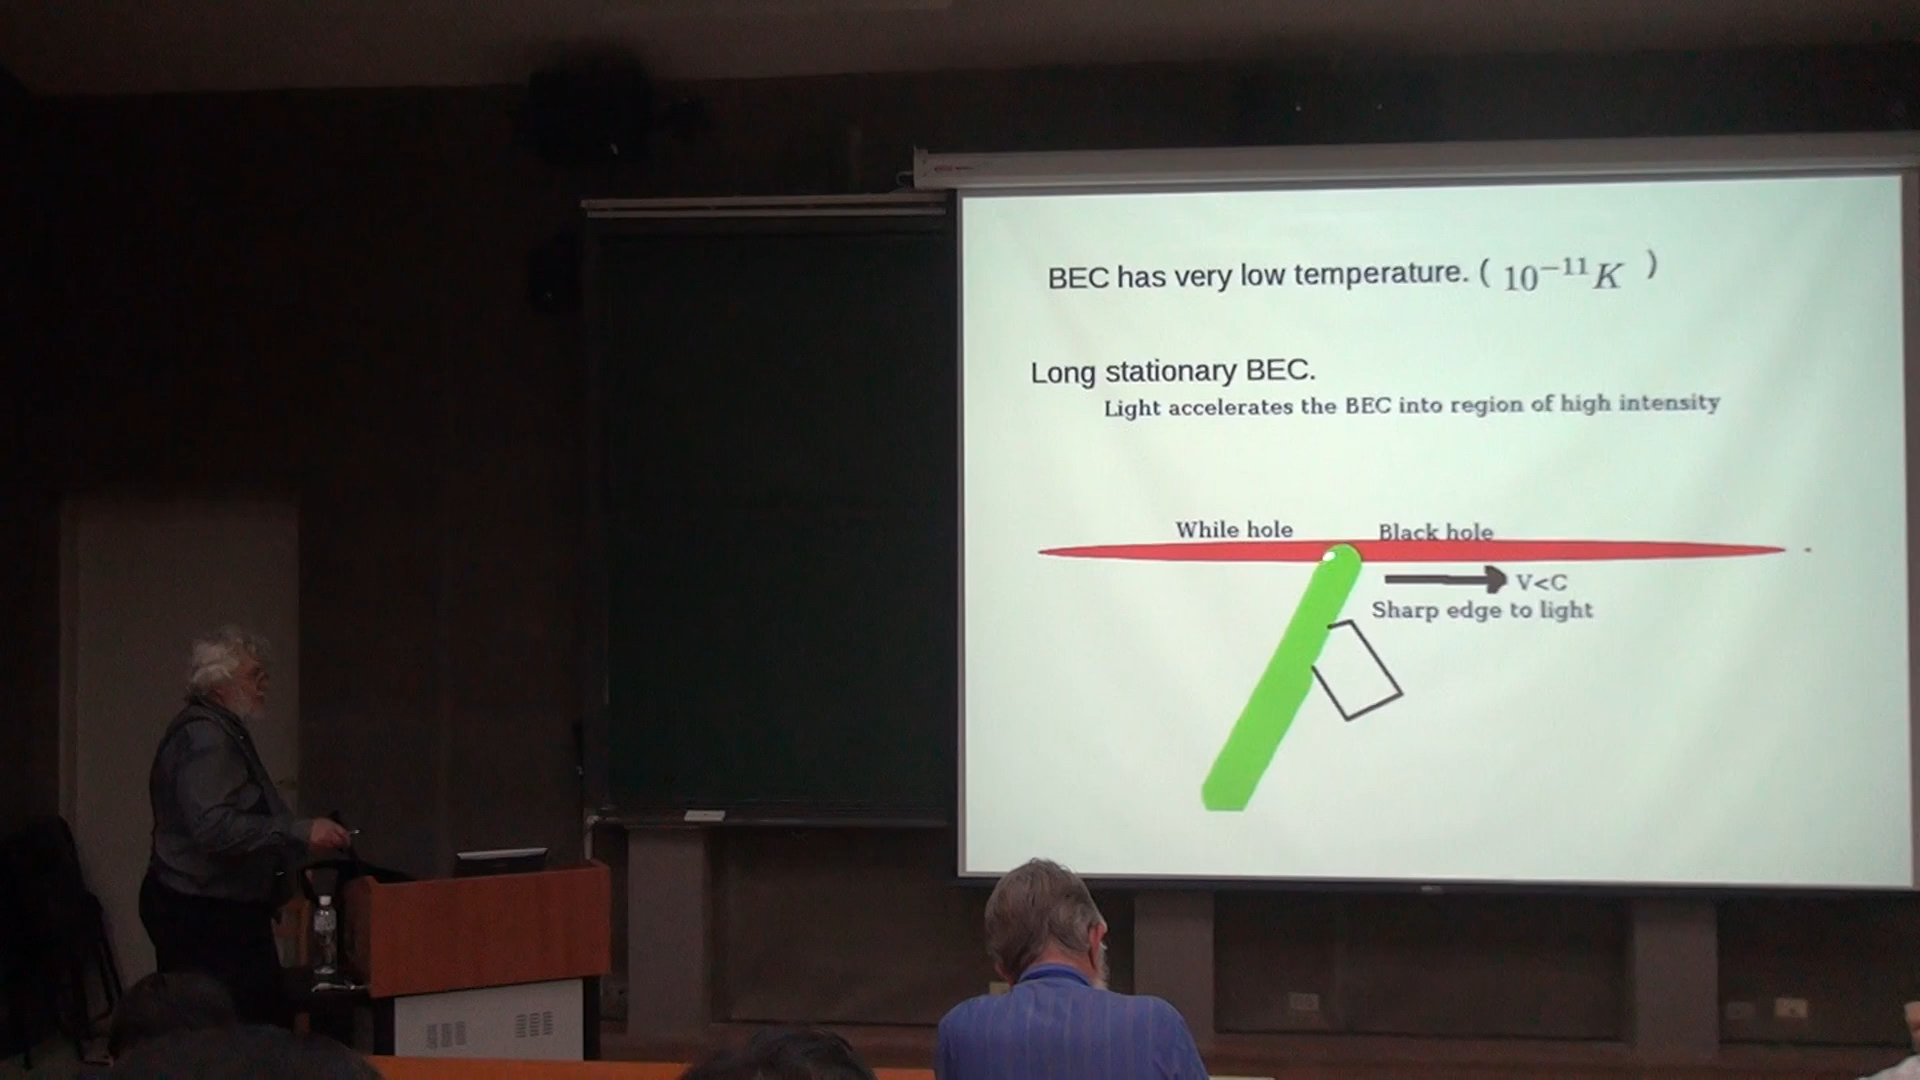 BEC has very low temperature. ( 10⁻¹¹ K )
Long stationary BEC.
Light accelerates the BEC into region of high intensity
While hole
Black hole
V<C
Sharp edge to light